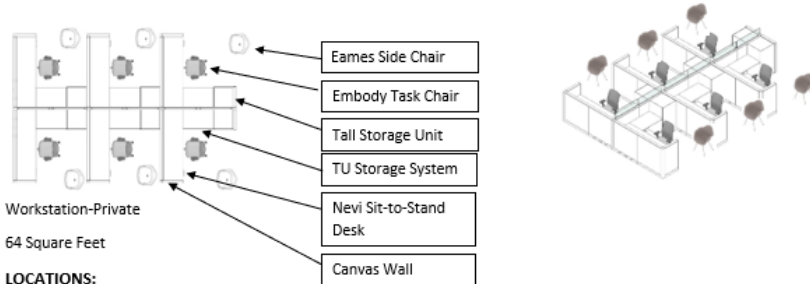 Eames Side Chair
Embody Task Chair
Tall Storage Unit
TU Storage System
Nevi Sit-to-Stand
Desk
Canvas Wall
Workstation-Private
64 Square Feet
LOCATIONS: